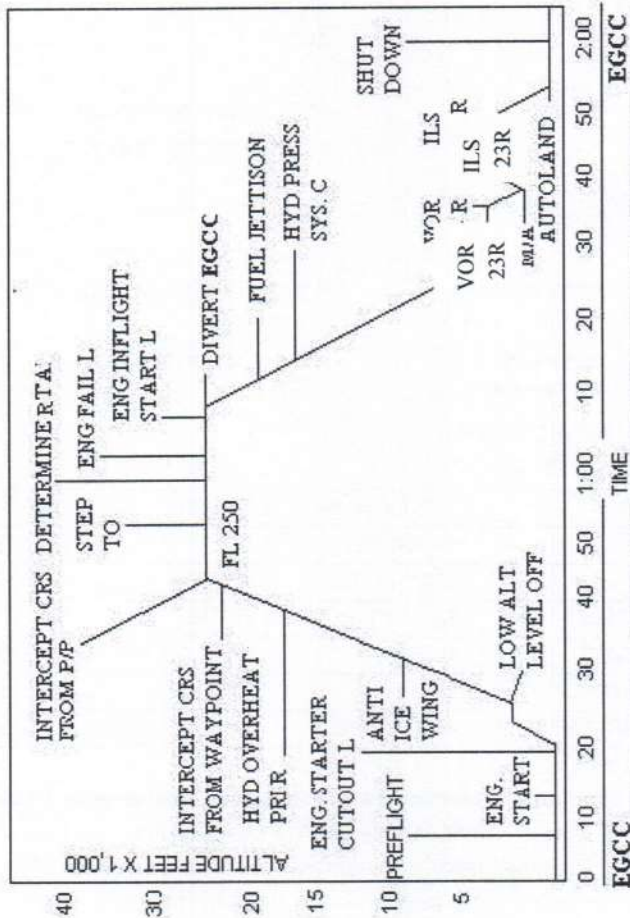 ALTITUDE FEET X 1,000
40
30
20
15
10
5
INTERCEPT CRS
FROM P/P
DETERMINE RTA
STEP
TO
ENG FAIL L
ENG INFLIGHT
START L
DIVERT EGCC
FUEL JETTISON
HYD PRESS
SYS. C
FL 250
INTERCEPT CRS
FROM WAYPOINT
HYD OVERHEAT
PRI R
ENG. STARTER
CUTOUT L
ANTI
ICE
WING
PREFLIGHT
ENG.
START
LOW ALT
LEVEL OFF
VOR
R
VOR
23R
M/A
ILS
R
ILS
23R
AUTOLAND
SHUT
DOWN
0
10
20
30
40
50
1:00
10
20
30
40
50
2:00
EGCC
TIME
EGCC